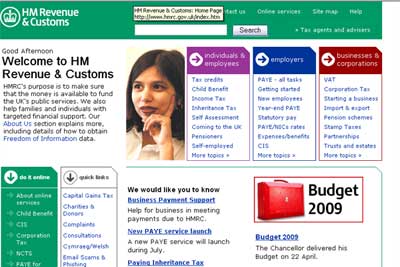 HM Revenue
& Customs
HM Revenue & Customs: Home Page
http://www.hmrc.gov.uk/index.htm
Contact us Online services Site map Help
Search
Tax agents and advisers
Good Afternoon
Welcome to HM
Revenue & Customs
HMRC's purpose is to make sure
that the money is available to fund
the UK's public services. We also
help families and individuals with
targeted financial support. Our
About Us section explains more,
including details of how to obtain
Freedom of Information data.
individuals &
employees
Tax credits
Child Benefit
Income Tax
Inheritance Tax
Self Assessment
Coming to the UK
Pensioners
Self-employed
More topics »
employers
PAYE - all tasks
Getting started
New employees
Year-end PAYE
Statutory pay
PAYE/NICs rates
Expenses/benefits
CIS
More topics »
businesses &
corporations
VAT
Corporation Tax
Starting a business
Import & export
Pension schemes
Stamp Taxes
Partnerships
Trusts and estates
More topics »
do it online
About online
services
Child Benefit
CIS
Corporation
Tax
NCTS
PAYE
quick links
Capital Gains Tax
Charities &
Donors
Complaints
Consultations
Cymraeg/Welsh
Email Scams &
Phishing
We would like you to know
Business Payment Support
Help for business in
meeting payments due to HMRC.
New PAYE service launch
A new PAYE service will launch
during July.
Paying Inheritance Tax
Budget
2009
Budget 2009
The Chancellor delivered his
Budget on 22 April.